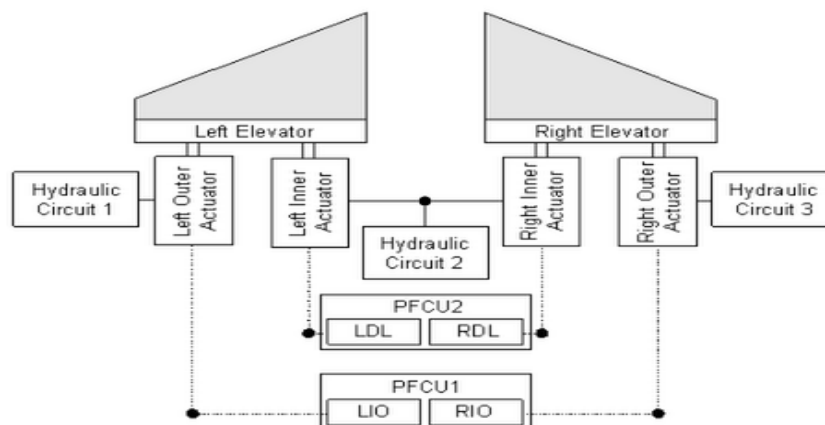 Left Elevator
Right Elevator
Hydraulic
Circuit 1
Left Outer
Actuator
Left Inner
Actuator
Hydraulic
Circuit 2
Right Inner
Actuator
Right Outer
Actuator
Hydraulic
Circuit 3
PFCU2
LDL
RDL
PFCU1
LIO
RIO